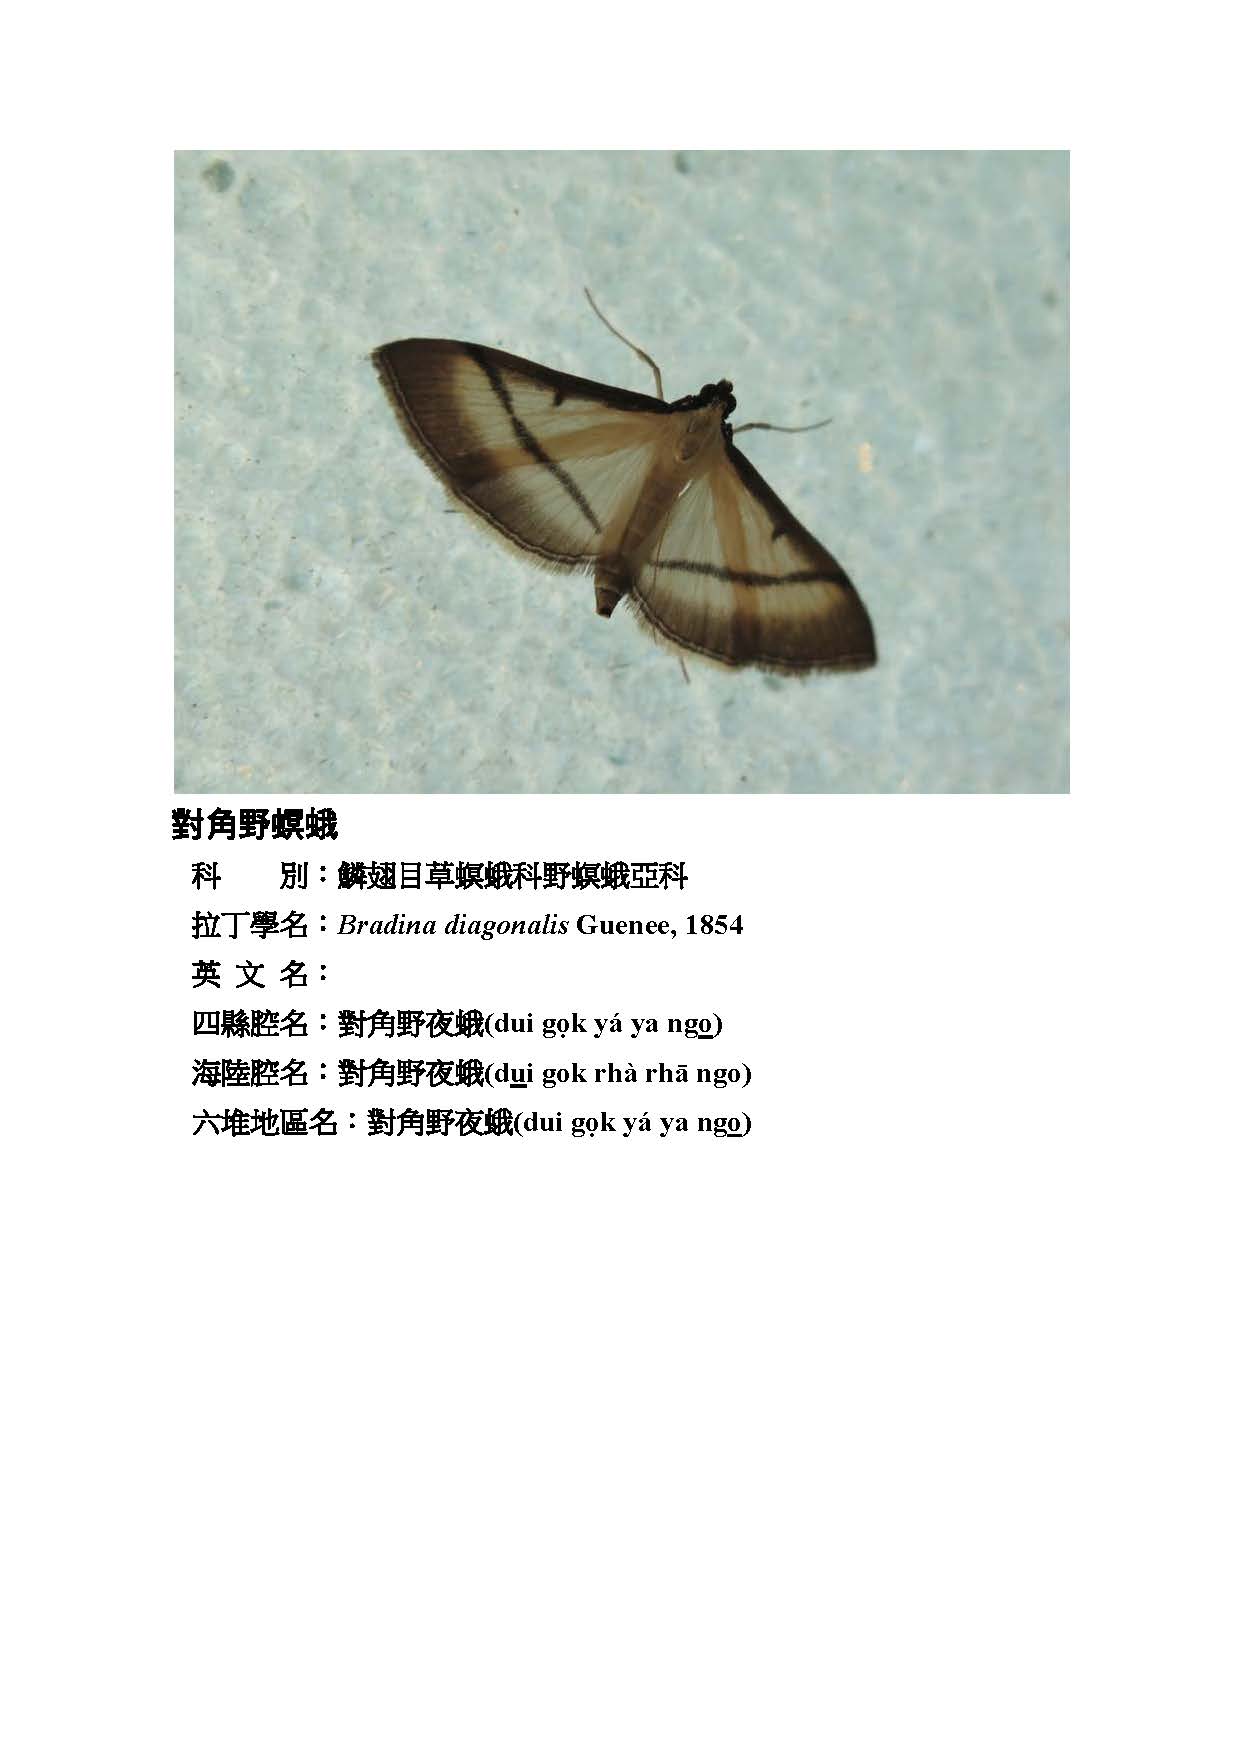 對角野螟蛾
科　　別：鱗翅目草螟蛾科野螟蛾亞科
拉丁學名：Bradina diagonalis Guenee, 1854
英 文 名：
四縣腔名：對角野夜蛾(dui gọk yá ya ngo)
海陸腔名：對角野夜蛾(dui gok rhà rhā ngo)
六堆地區名：對角野夜蛾(dui gọk yá ya ngo)